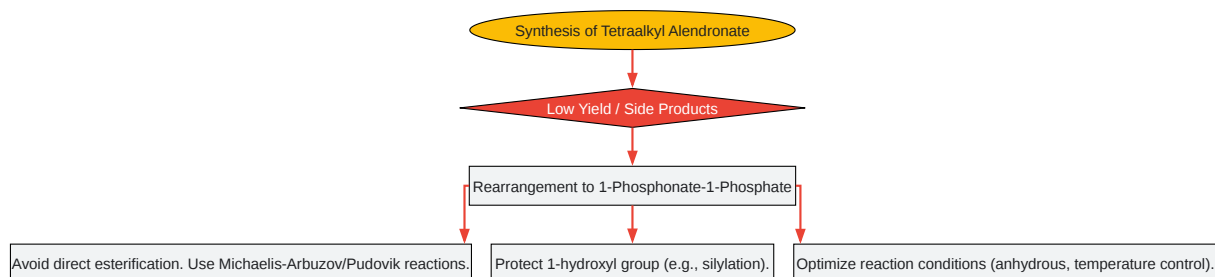 Synthesis of Tetraalkyl Alendronate
Low Yield / Side Products
Rearrangement to 1-Phosphonate-1-Phosphate
Avoid direct esterification. Use Michaelis-Arbuzov/Pudovik reactions.
Protect 1-hydroxyl group (e.g., silylation).
Optimize reaction conditions (anhydrous, temperature control).